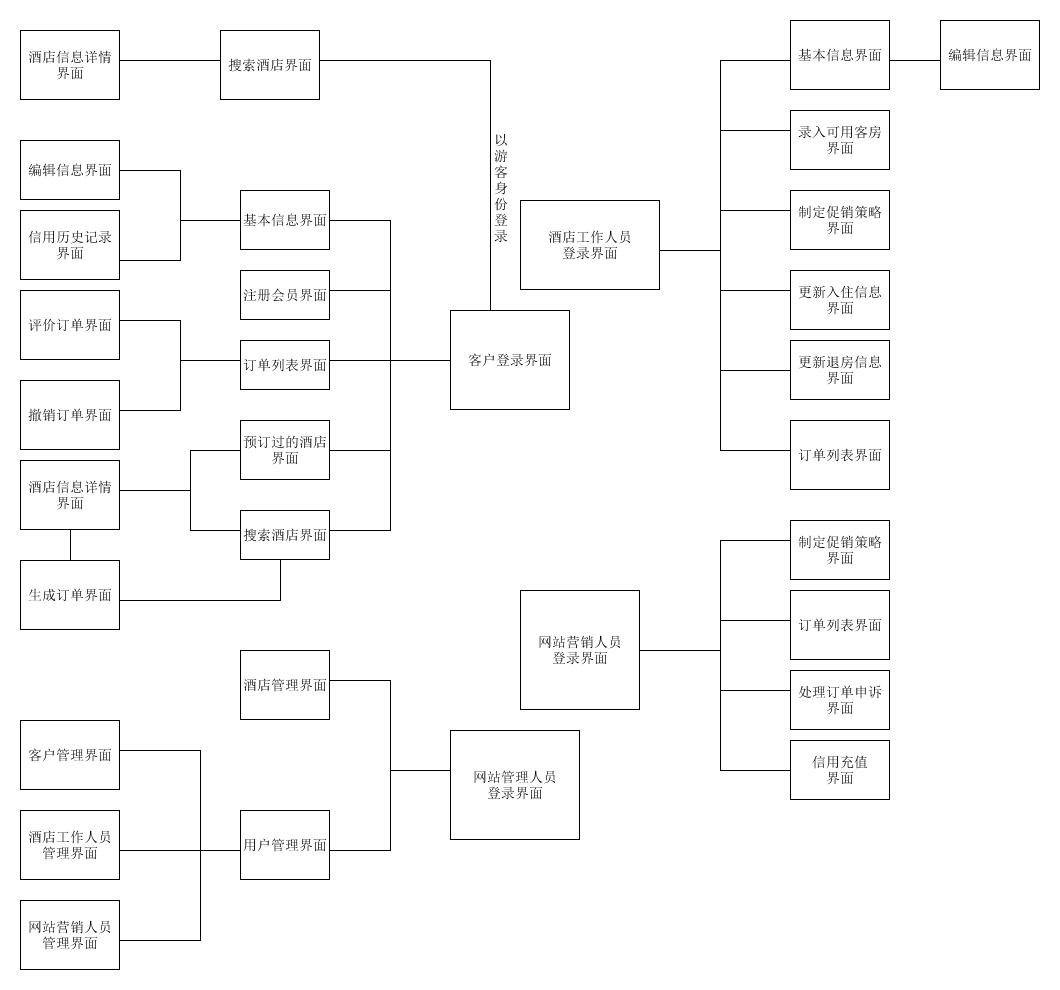 酒店信息详情
界面
搜索酒店界面
基本信息界面
编辑信息界面
录入可用客房
界面
以游客身份登录
编辑信息界面
基本信息界面
信用历史记录
界面
制定促销策略
界面
酒店工作人员
登录界面
注册会员界面
更新入住信息
界面
评价订单界面
订单列表界面
客户登录界面
更新退房信息
界面
撤销订单界面
预订过的酒店
界面
订单列表界面
酒店信息详情
界面
搜索酒店界面
制定促销策略
界面
生成订单界面
网站营销人员
登录界面
订单列表界面
酒店管理界面
处理订单申诉
界面
客户管理界面
网站管理人员
登录界面
信用充值
界面
酒店工作人员
管理界面
用户管理界面
网站营销人员
管理界面